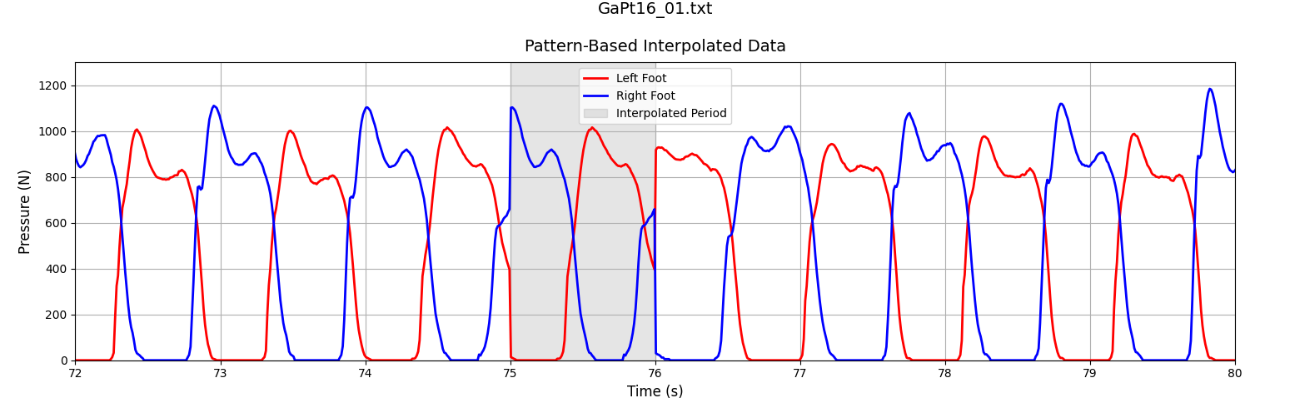 GaPt16_01.txt
Pattern-Based Interpolated Data
Left Foot
Right Foot
Interpolated Period
Pressure (N)
1200
1000
800
600
400
200
0
72 73 74 75 76 77 78 79 80
Time (s)